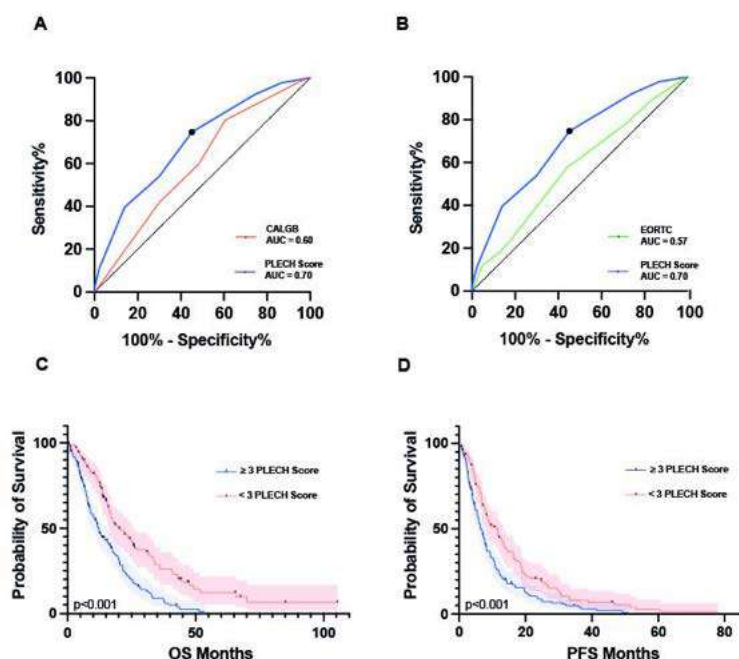 A
100
80
60
40
20
0
Sensitivity%
0 20 40 60 80 100
100% - Specificity%
CALGB
AUC = 0.60
PLECH Score
AUC = 0.70
B
100
80
60
40
20
0
Sensitivity%
0 20 40 60 80 100
100% - Specificity%
EORTC
AUC = 0.57
PLECH Score
AUC = 0.70
C
100
50
0
Probability of Survival
≥ 3 PLECH Score
< 3 PLECH Score
p<0.001
0 50 100
OS Months
D
100
50
0
Probability of Survival
≥ 3 PLECH Score
< 3 PLECH Score
p<0.001
0 20 40 60 80
PFS Months